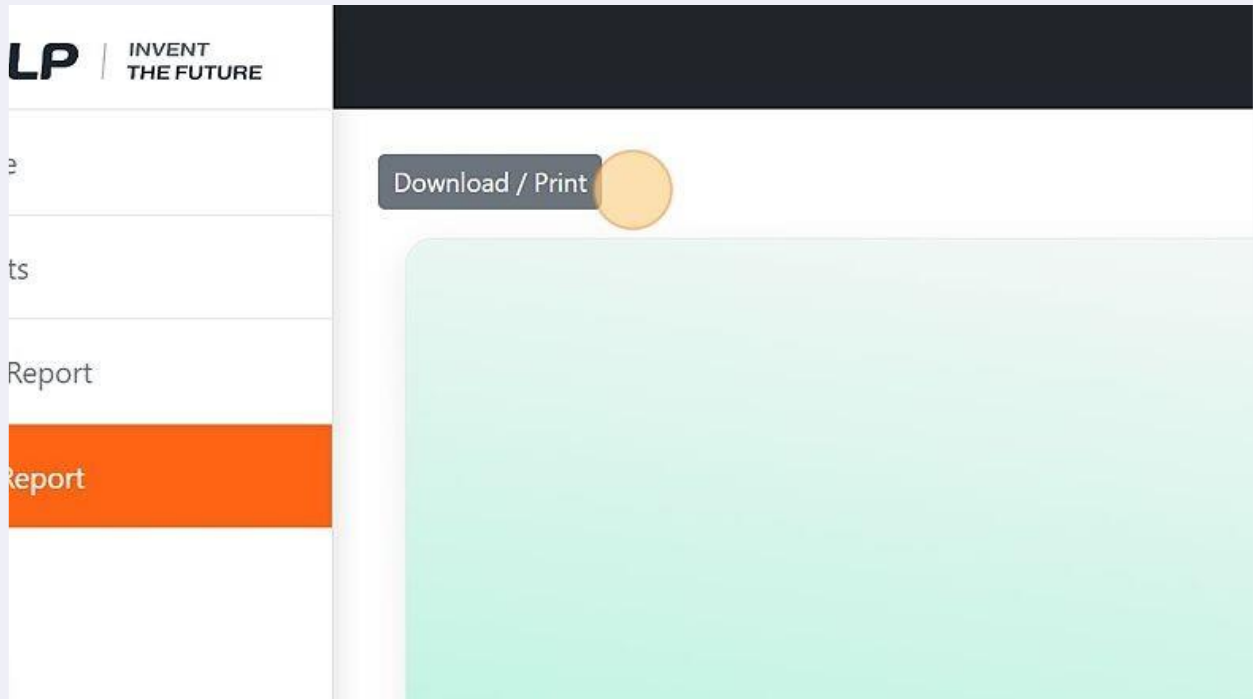 LP
INVENT
THE FUTURE
Download / Print
e
ts
Report
Report